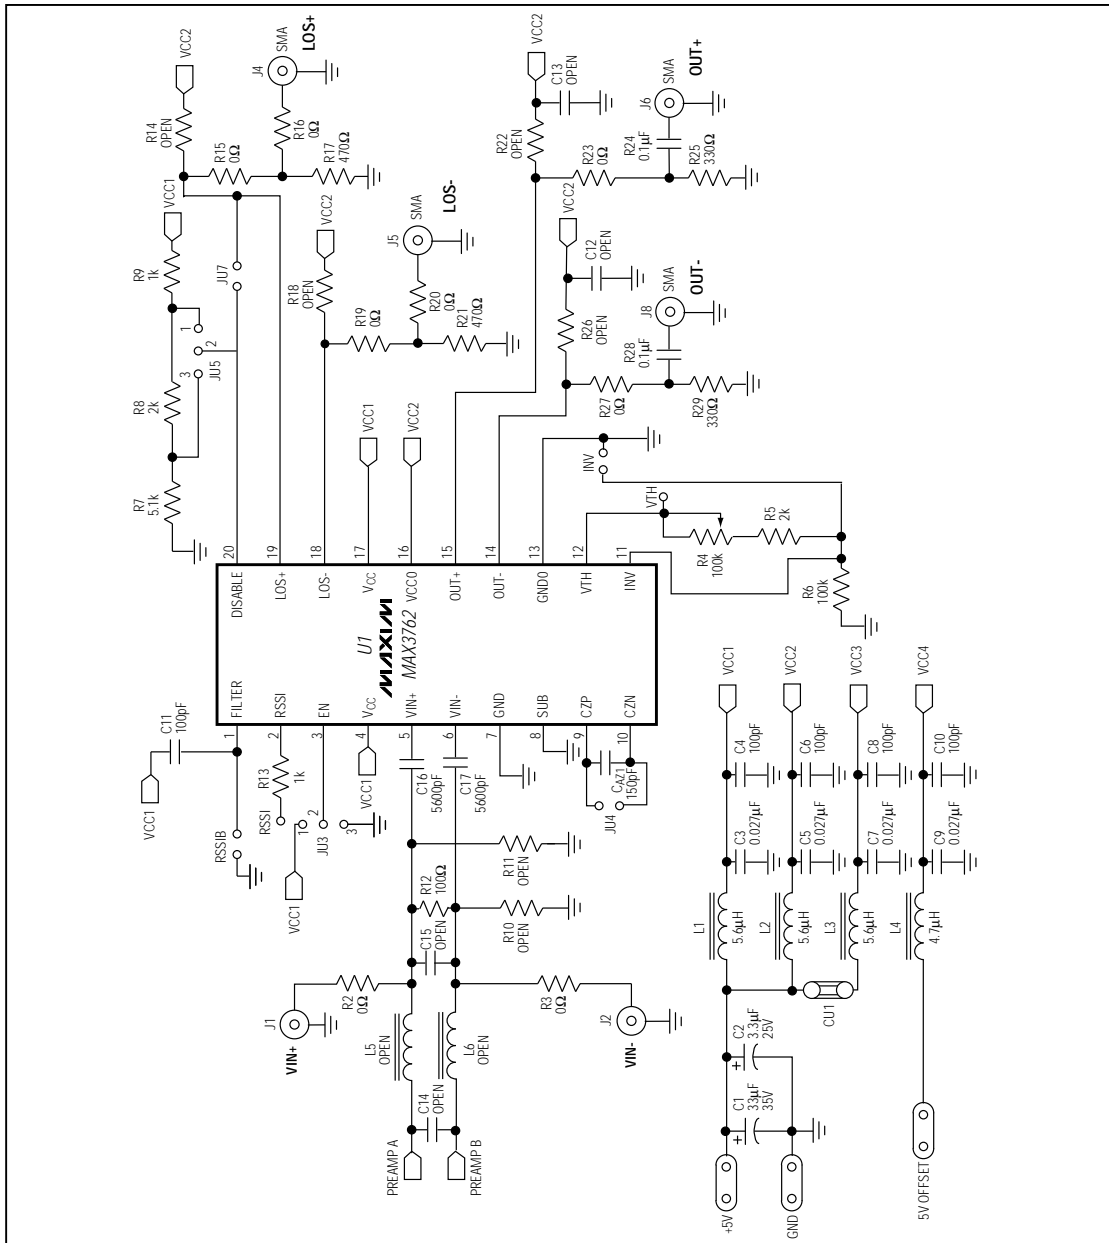 VCC2
R14
OPEN
R15
0Ω
R16
0Ω
R17
470Ω
J4
SMA
LOS+
VCC1
R9
1k
R8
2k
R7
5.1k
JU5
1
2
3
JU7
VCC2
R18
OPEN
R19
0Ω
R20
0Ω
R21
470Ω
J5
SMA
LOS-
VCC2
C13
OPEN
R22
OPEN
R23
0Ω
R24
0.1µF
R25
330Ω
J6
SMA
OUT+
VCC2
C12
OPEN
R26
OPEN
R27
0Ω
R28
0.1µF
R29
330Ω
J8
SMA
OUT-
VCC1
VCC2
INV
VTH
R4
100k
R5
2k
R6
100k
20
19
18
17
16
15
14
13
12
11
DISABLE
LOS+
LOS-
VCC
VCCO
OUT+
OUT-
GNDO
VTH
INV
U1
MAXIM
MAX3762
FILTER
RSSI
EN
VCC
VIN+
VIN-
GND
SUB
CZP
CZN
1
2
3
4
5
6
7
8
9
10
VCC1
C11
100pF
R13
1k
RSSI
RSSIB
VCC1
1
2
3
JU3
VCC1
C16
5600pF
C17
5600pF
CAZ1
150pF
JU4
R11
OPEN
R12
100Ω
R10
OPEN
C15
OPEN
R2
0Ω
R3
0Ω
J1
VIN+
J2
VIN-
L5
OPEN
L6
OPEN
C14
OPEN
PREAMP A
PREAMP B
VCC1
VCC2
VCC3
VCC4
C4
100pF
C6
100pF
C8
100pF
C10
100pF
C3
0.027µF
C5
0.027µF
C7
0.027µF
C9
0.027µF
L1
5.6µH
L2
5.6µH
L3
5.6µH
L4
4.7µH
CU1
C2
3.3µF
25V
+
C1
33µF
35V
+
+5V
GND
5V OFFSET